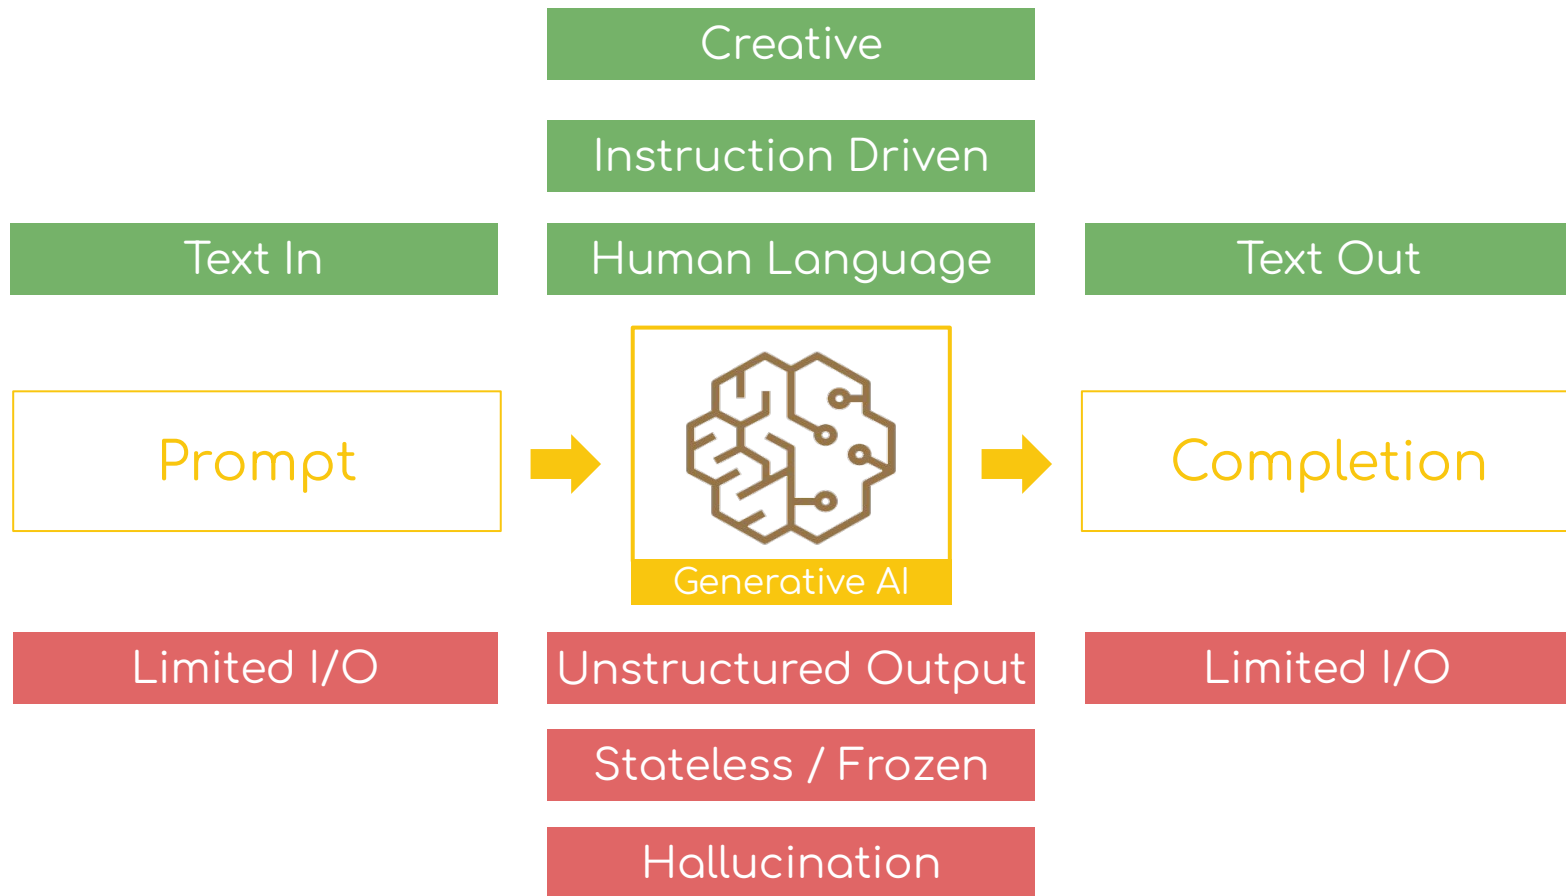 Creative
Instruction Driven
Text In
Human Language
Text Out
Prompt
Completion
Generative AI
Limited I/O
Unstructured Output
Limited I/O
Stateless / Frozen
Hallucination